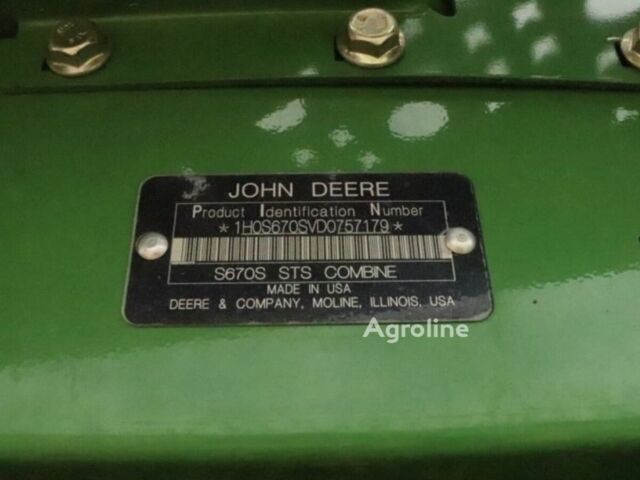 JOHN DEERE
Product Identification Number
*1H0S670SVD0757179*
S670S STS COMBINE
MADE IN USA
DEERE & COMPANY, MOLINE, ILLINOIS, USA
Agroline